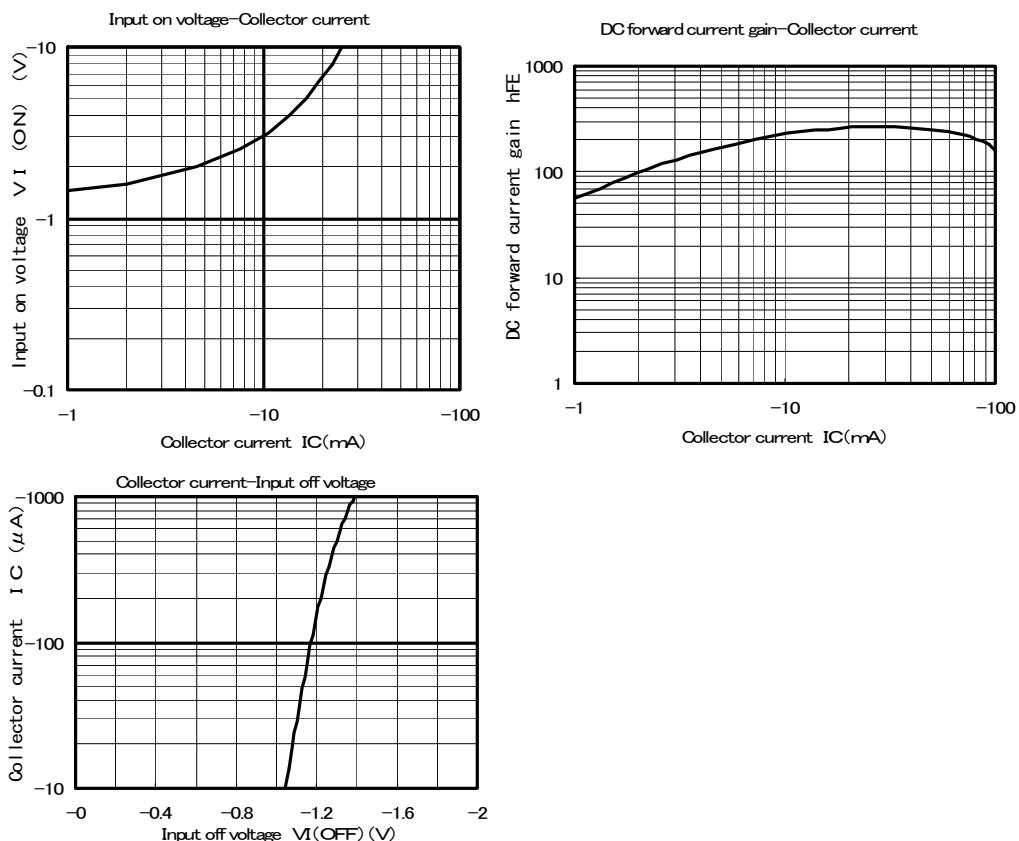 Input on voltage-Collector current
Input on voltage VI (ON) (V)
-10
-1
-0.1
-1
-10
-100
Collector current IC(mA)
DC forward current gain-Collector current
DC forward current gain hFE
1000
100
10
1
-1
-10
-100
Collector current IC(mA)
Collector current-Input off voltage
Collector current IC (μA)
-1000
-100
-10
-0
-0.4
-0.8
-1.2
-1.6
-2
Input off voltage VI(OFF) (V)